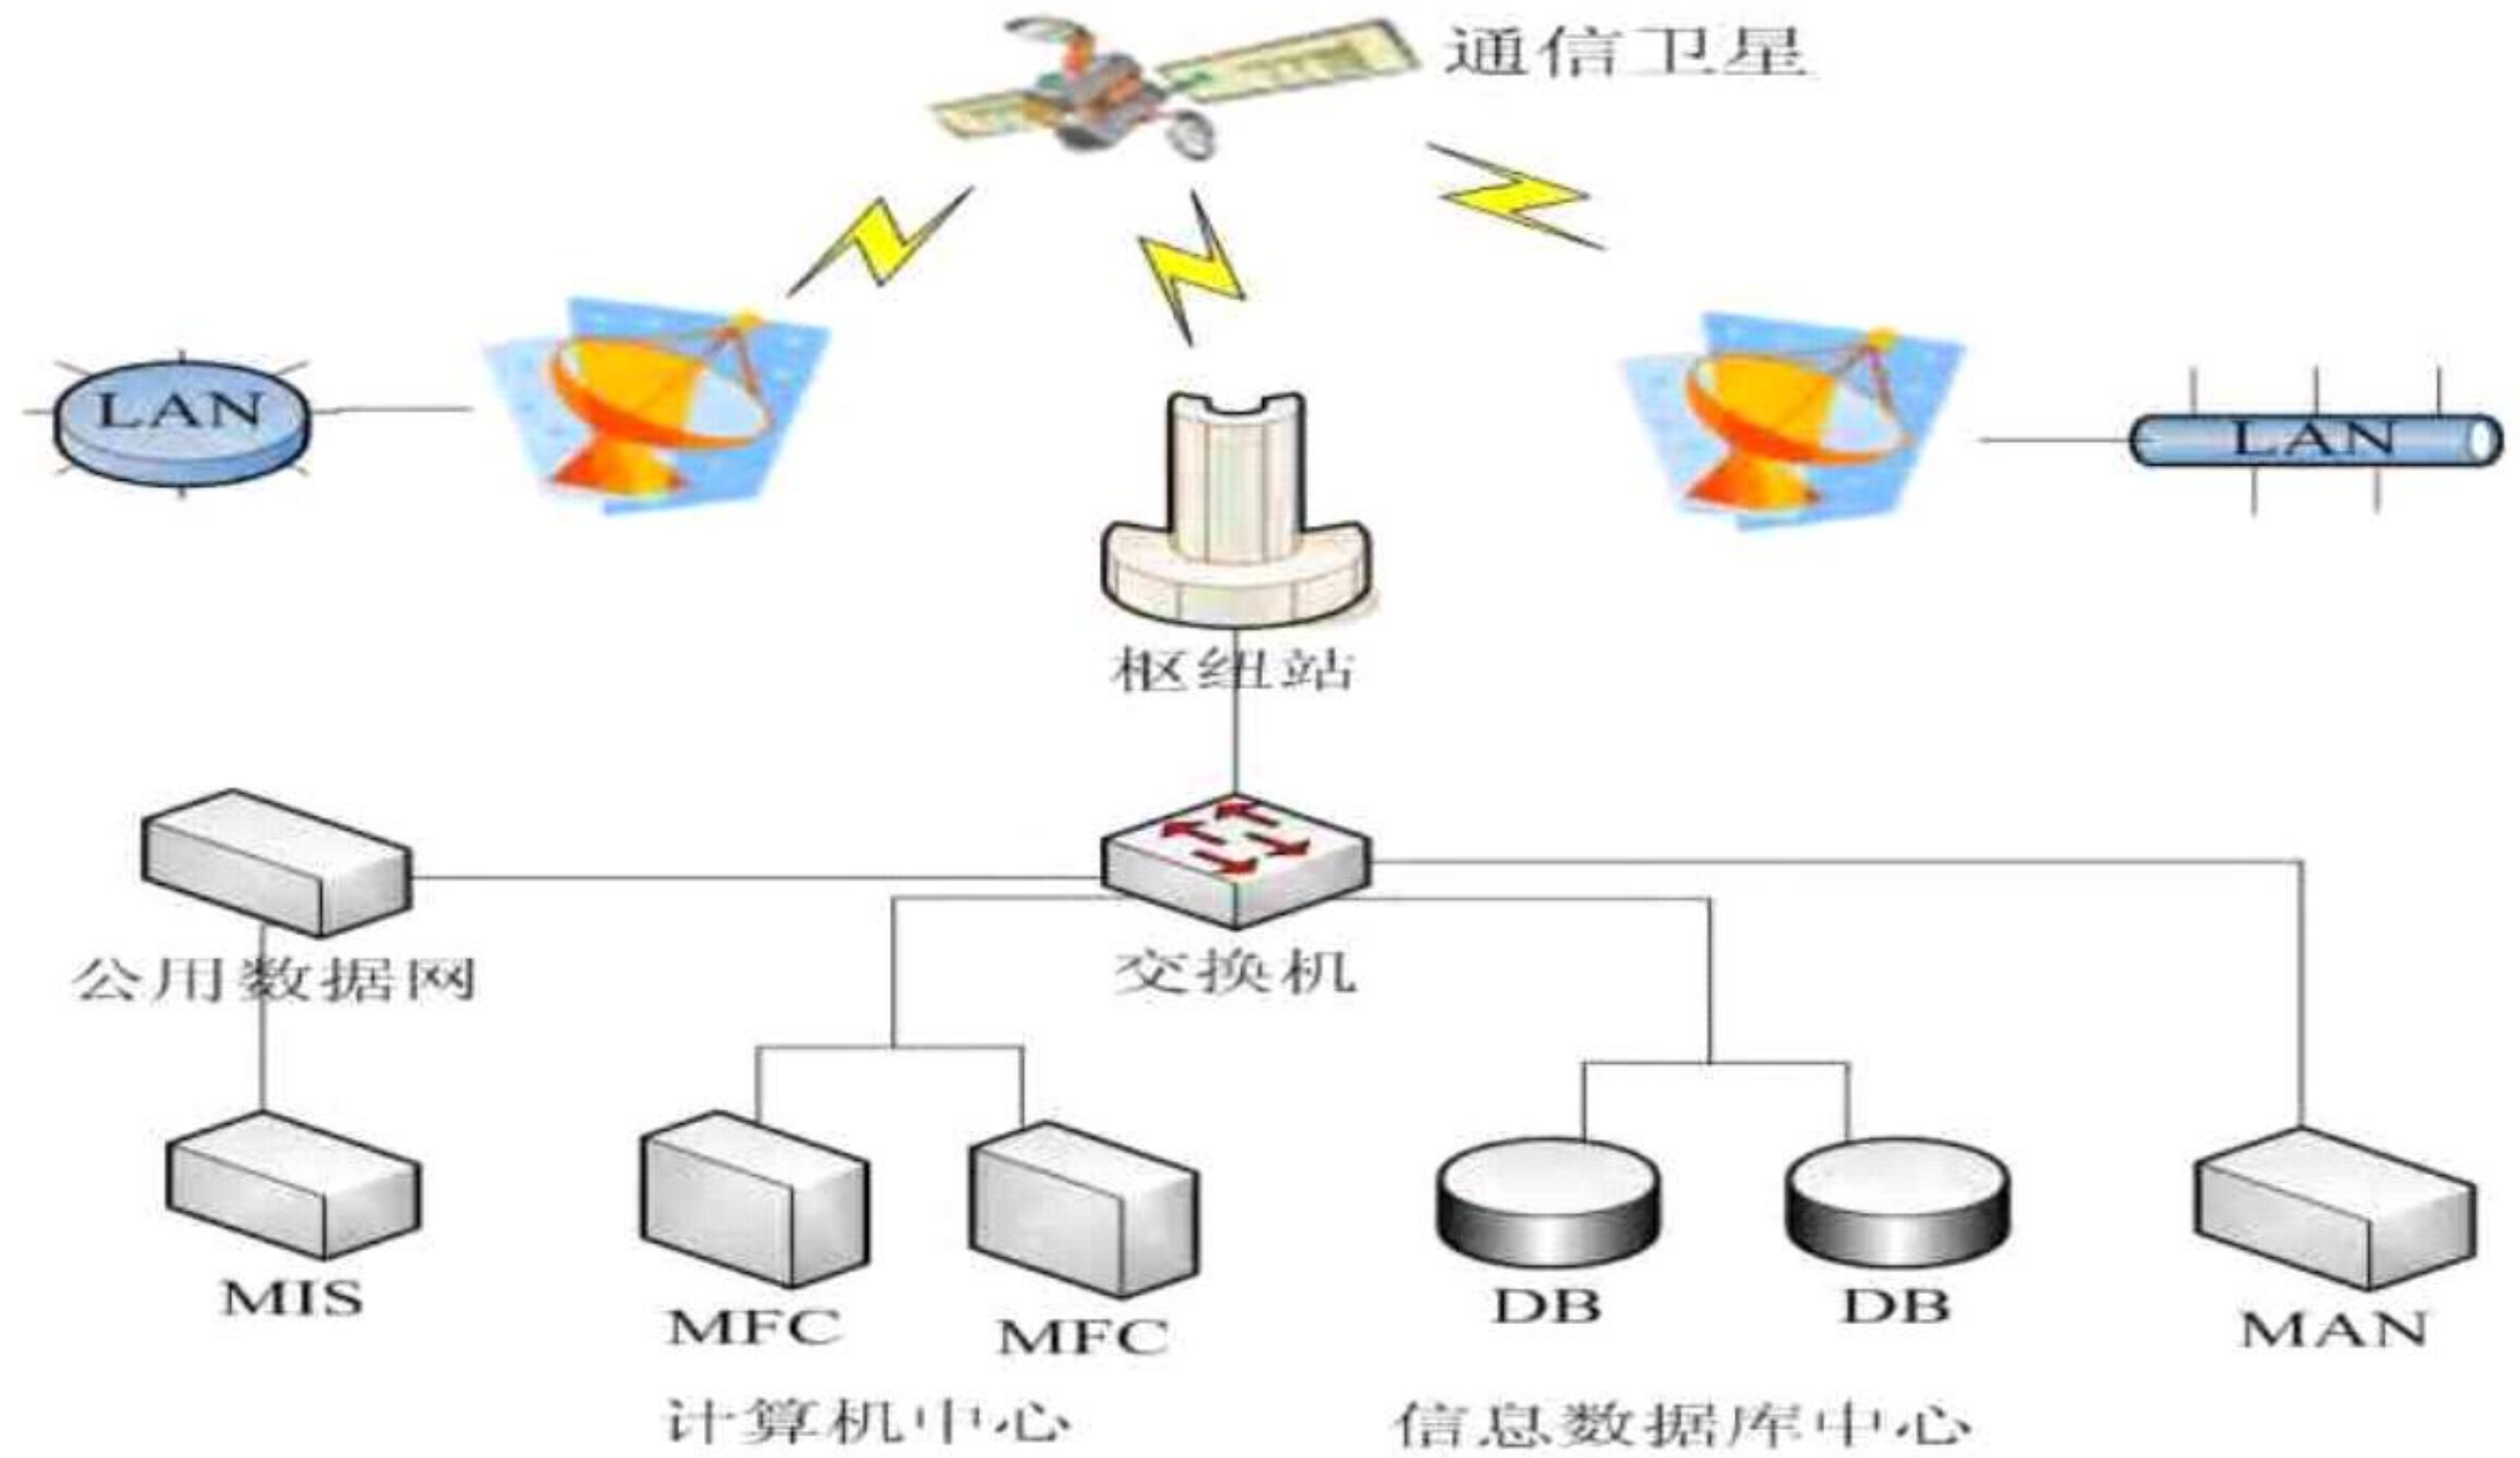 通信卫星
LAN
LAN
枢纽站
公用数据网
交换机
MIS
MFC
MFC
DB
DB
MAN
计算机中心
信息数据库中心